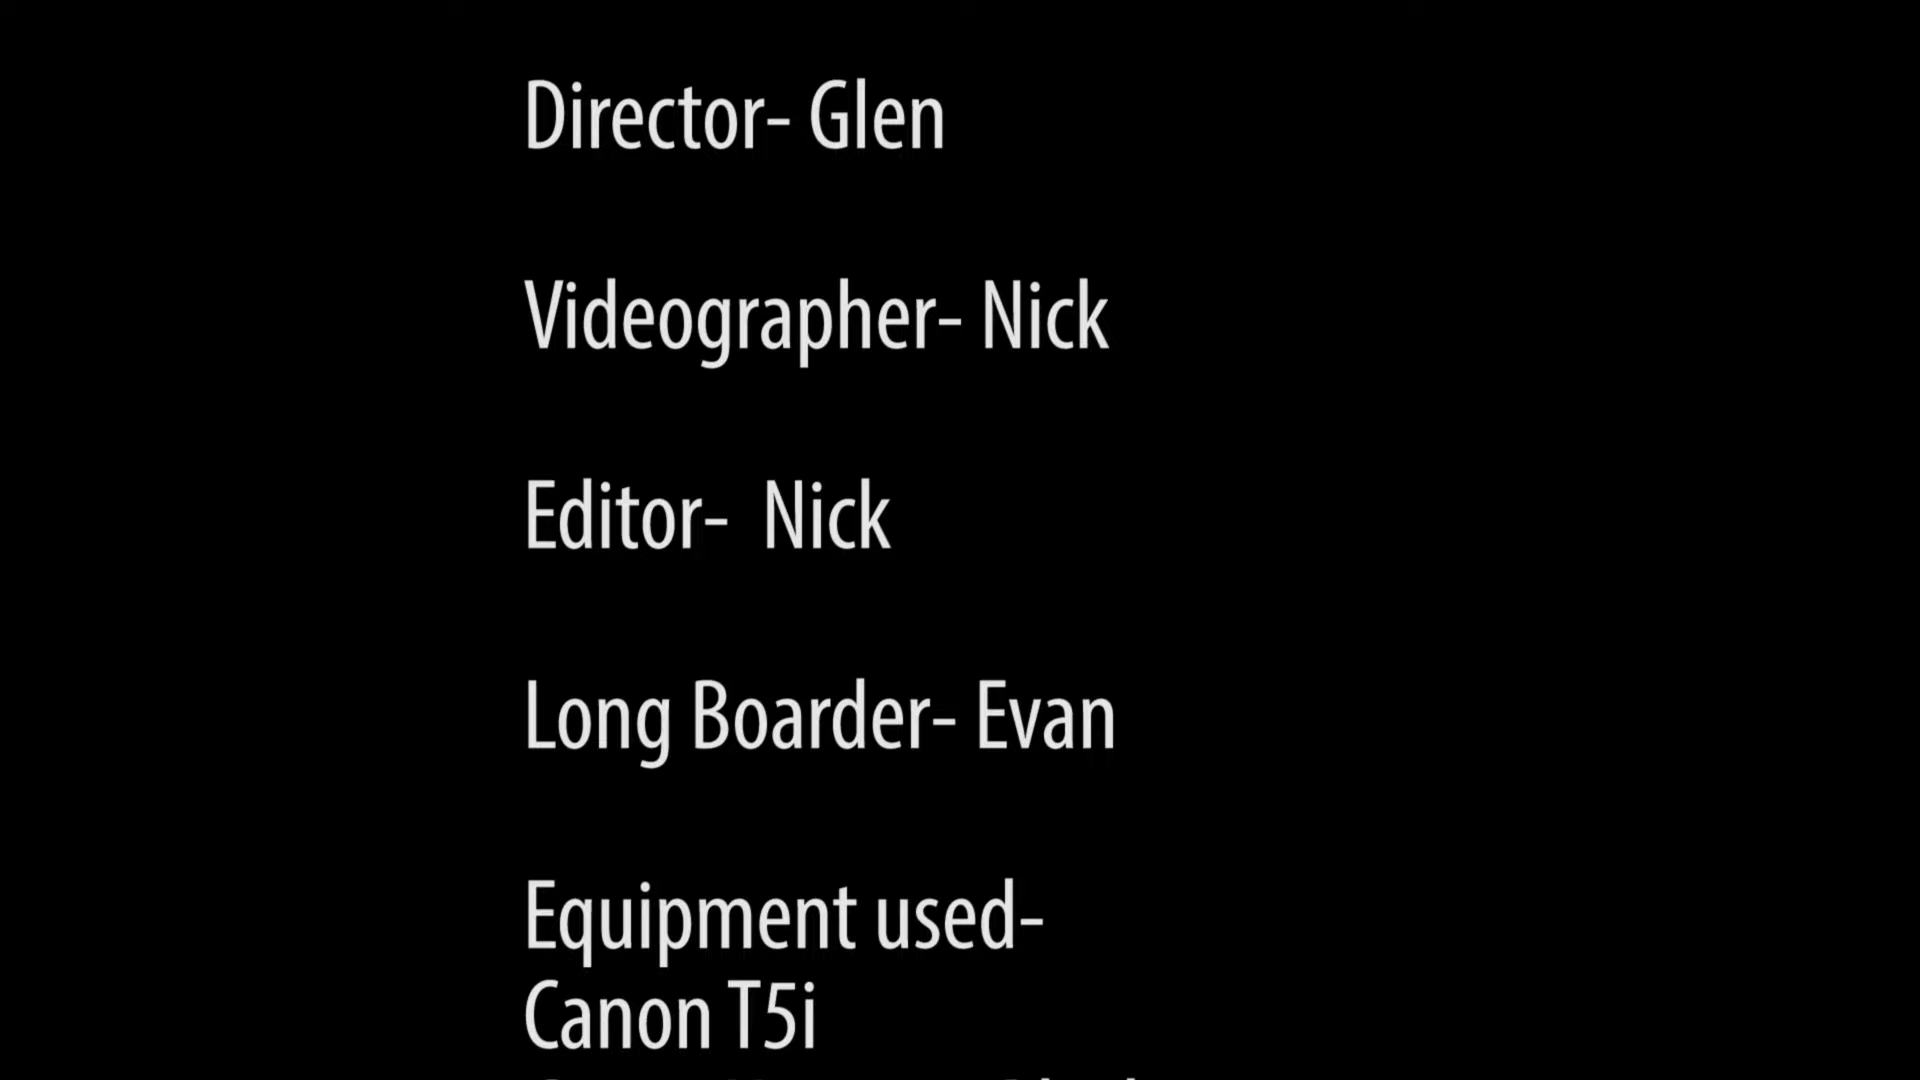 Director- Glen
Videographer- Nick
Editor-  Nick
Long Boarder- Evan
Equipment used-
Canon T5i